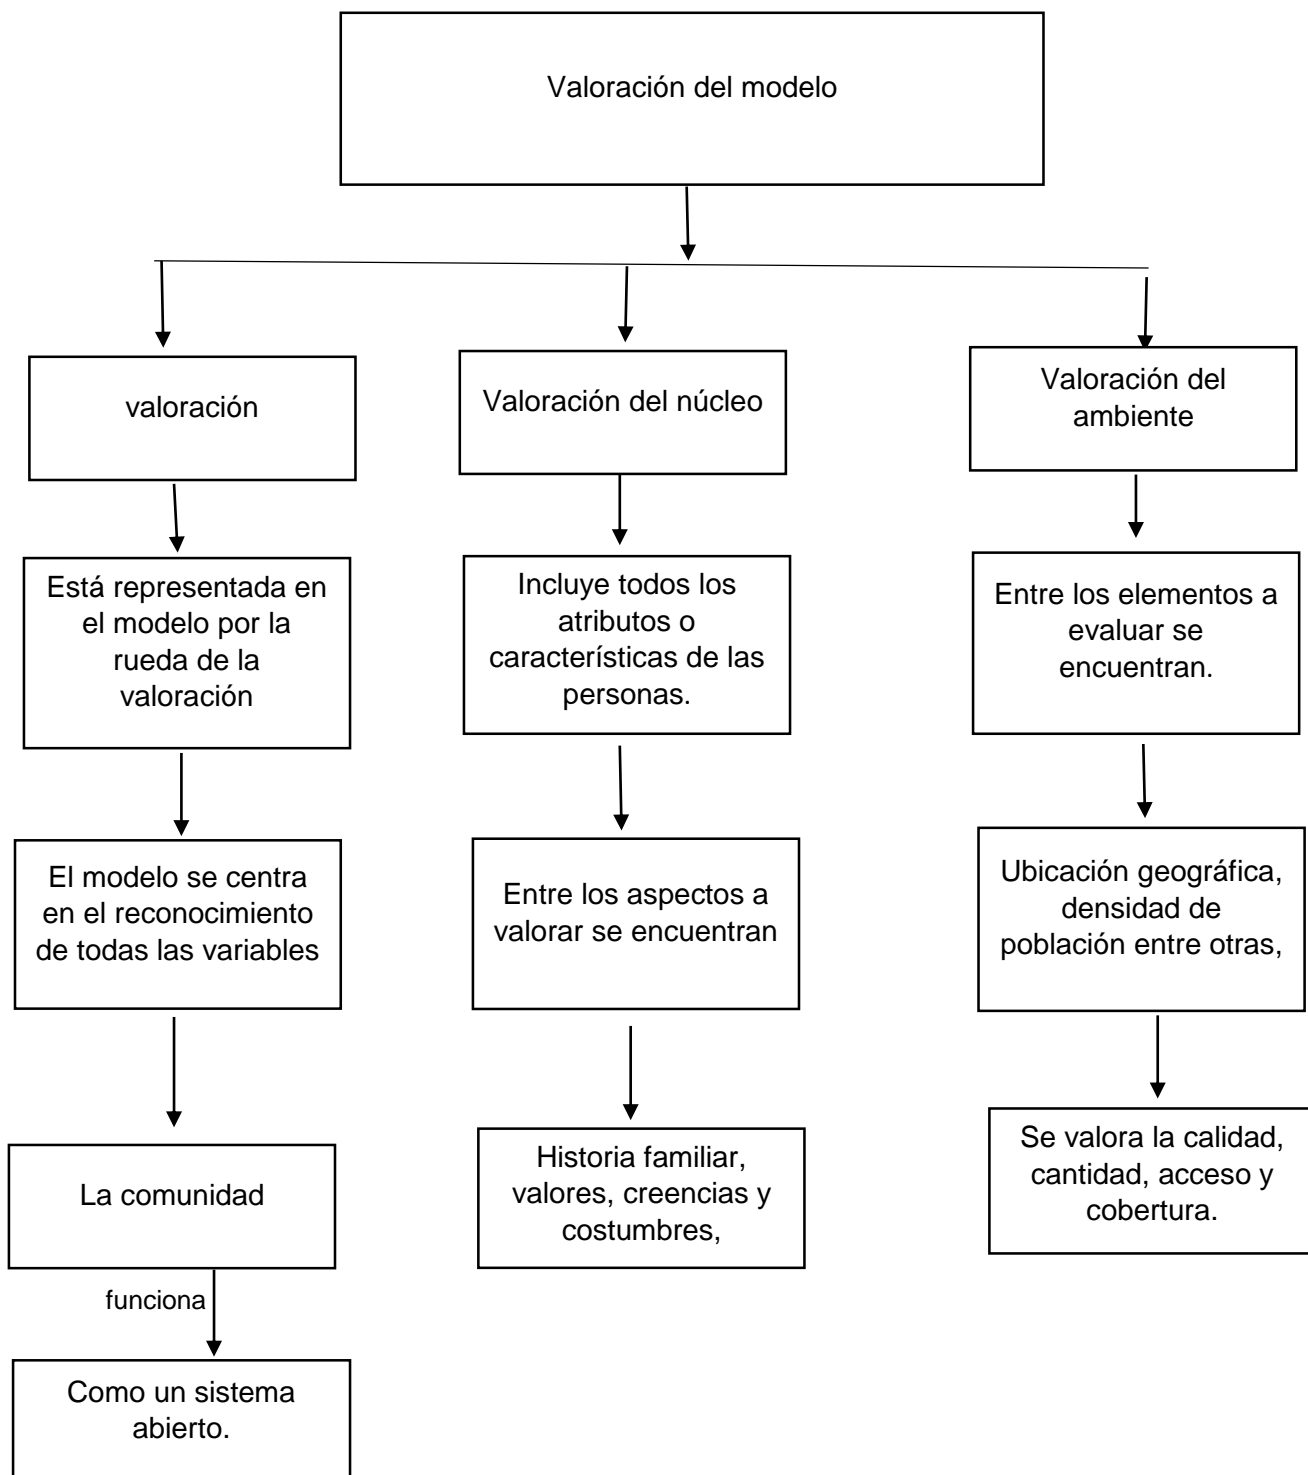 Valoración del modelo
valoración
Está representada en
el modelo por la
rueda de la
valoración
El modelo se centra
en el reconocimiento
de todas las variables
La comunidad
funciona
Como un sistema
abierto.
Valoración del núcleo
Incluye todos los
atributos o
características de las
personas.
Entre los aspectos a
valorar se encuentran
Historia familiar,
valores, creencias y
costumbres,
Valoración del
ambiente
Entre los elementos a
evaluar se
encuentran.
Ubicación geográfica,
densidad de
población entre otras,
Se valora la calidad,
cantidad, acceso y
cobertura.